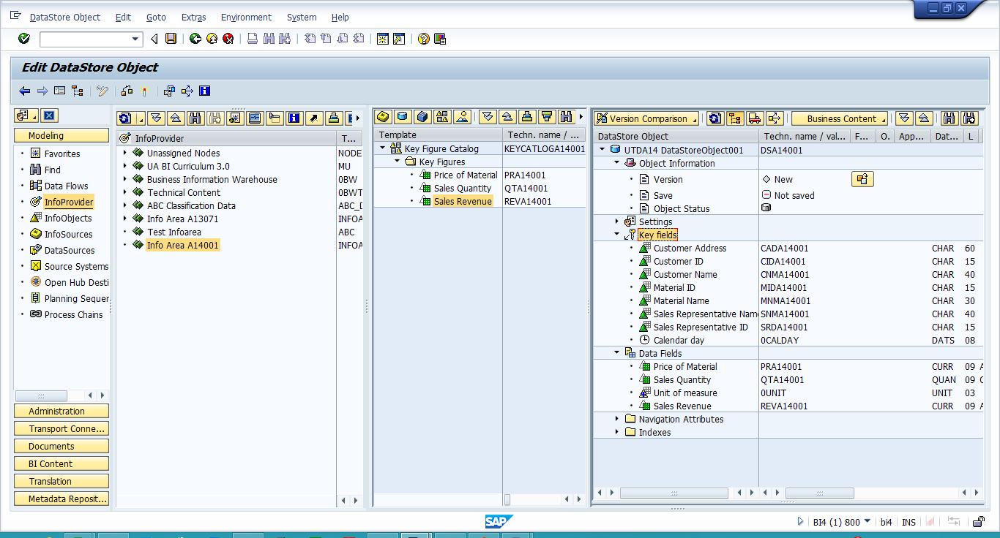 DataStore Object Edit Goto Extras Environment System Help
Edit DataStore Object
Modeling
Favorites
Find
Data Flows
InfoProvider
InfoObjects
InfoSources
DataSources
Source Systems
Open Hub Desti
Planning Sequer
Process Chains
Administration
Transport Conne...
Documents
BI Content
Translation
Metadata Reposit...
InfoProvider T...
Unassigned Nodes NODE
UA BI Curriculum 3.0 MU
Business Information Warehouse 0BW
Technical Content 0BWT
ABC Classification Data ABC_D
Info Area A13071 INFOA
Test Infoarea ABC
Info Area A14001 INFOA
Template Techn. name / ...
Key Figure Catalog KEYCATLOGA14001
Key Figures
Price of Material PRA14001
Sales Quantity QTA14001
Sales Revenue REVA14001
Version Comparison Business Content
DataStore Object Techn. name / val... F... O. App... Dat... L
UTDA14 DataStoreObject001 DSA14001
Object Information
Version New
Save Not saved
Object Status
Settings
Key fields
Customer Address CADA14001 CHAR 60
Customer ID CIDA14001 CHAR 15
Customer Name CNMA14001 CHAR 40
Material ID MIDA14001 CHAR 15
Material Name MNMA14001 CHAR 30
Sales Representative Name SNMA14001 CHAR 40
Sales Representative ID SRDA14001 CHAR 15
Calendar day 0CALDAY DATS 08
Data Fields
Price of Material PRA14001 CURR 09
Sales Quantity QTA14001 QUAN 09
Unit of measure 0UNIT UNIT 03
Sales Revenue REVA14001 CURR 09
Navigation Attributes
Indexes
SAP
BI4 (1) 800 bi4 INS